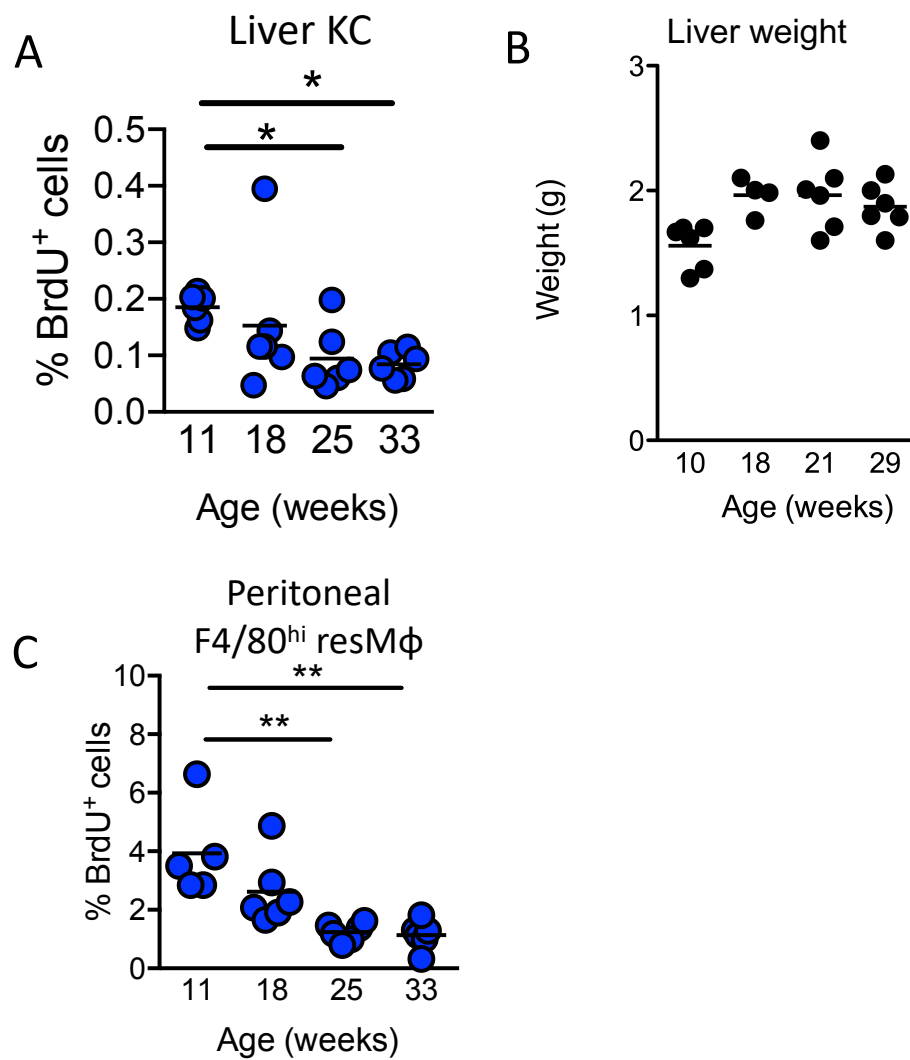 A
Liver KC
*
*
% BrdU⁺ cells
0.5
0.4
0.3
0.2
0.1
0.0
11 18 25 33
Age (weeks)
B
Liver weight
Weight (g)
3
2
1
0
10 18 21 29
Age (weeks)
C
Peritoneal
F4/80ʰⁱ resMϕ
**
**
% BrdU⁺ cells
10
8
6
4
2
0
11 18 25 33
Age (weeks)